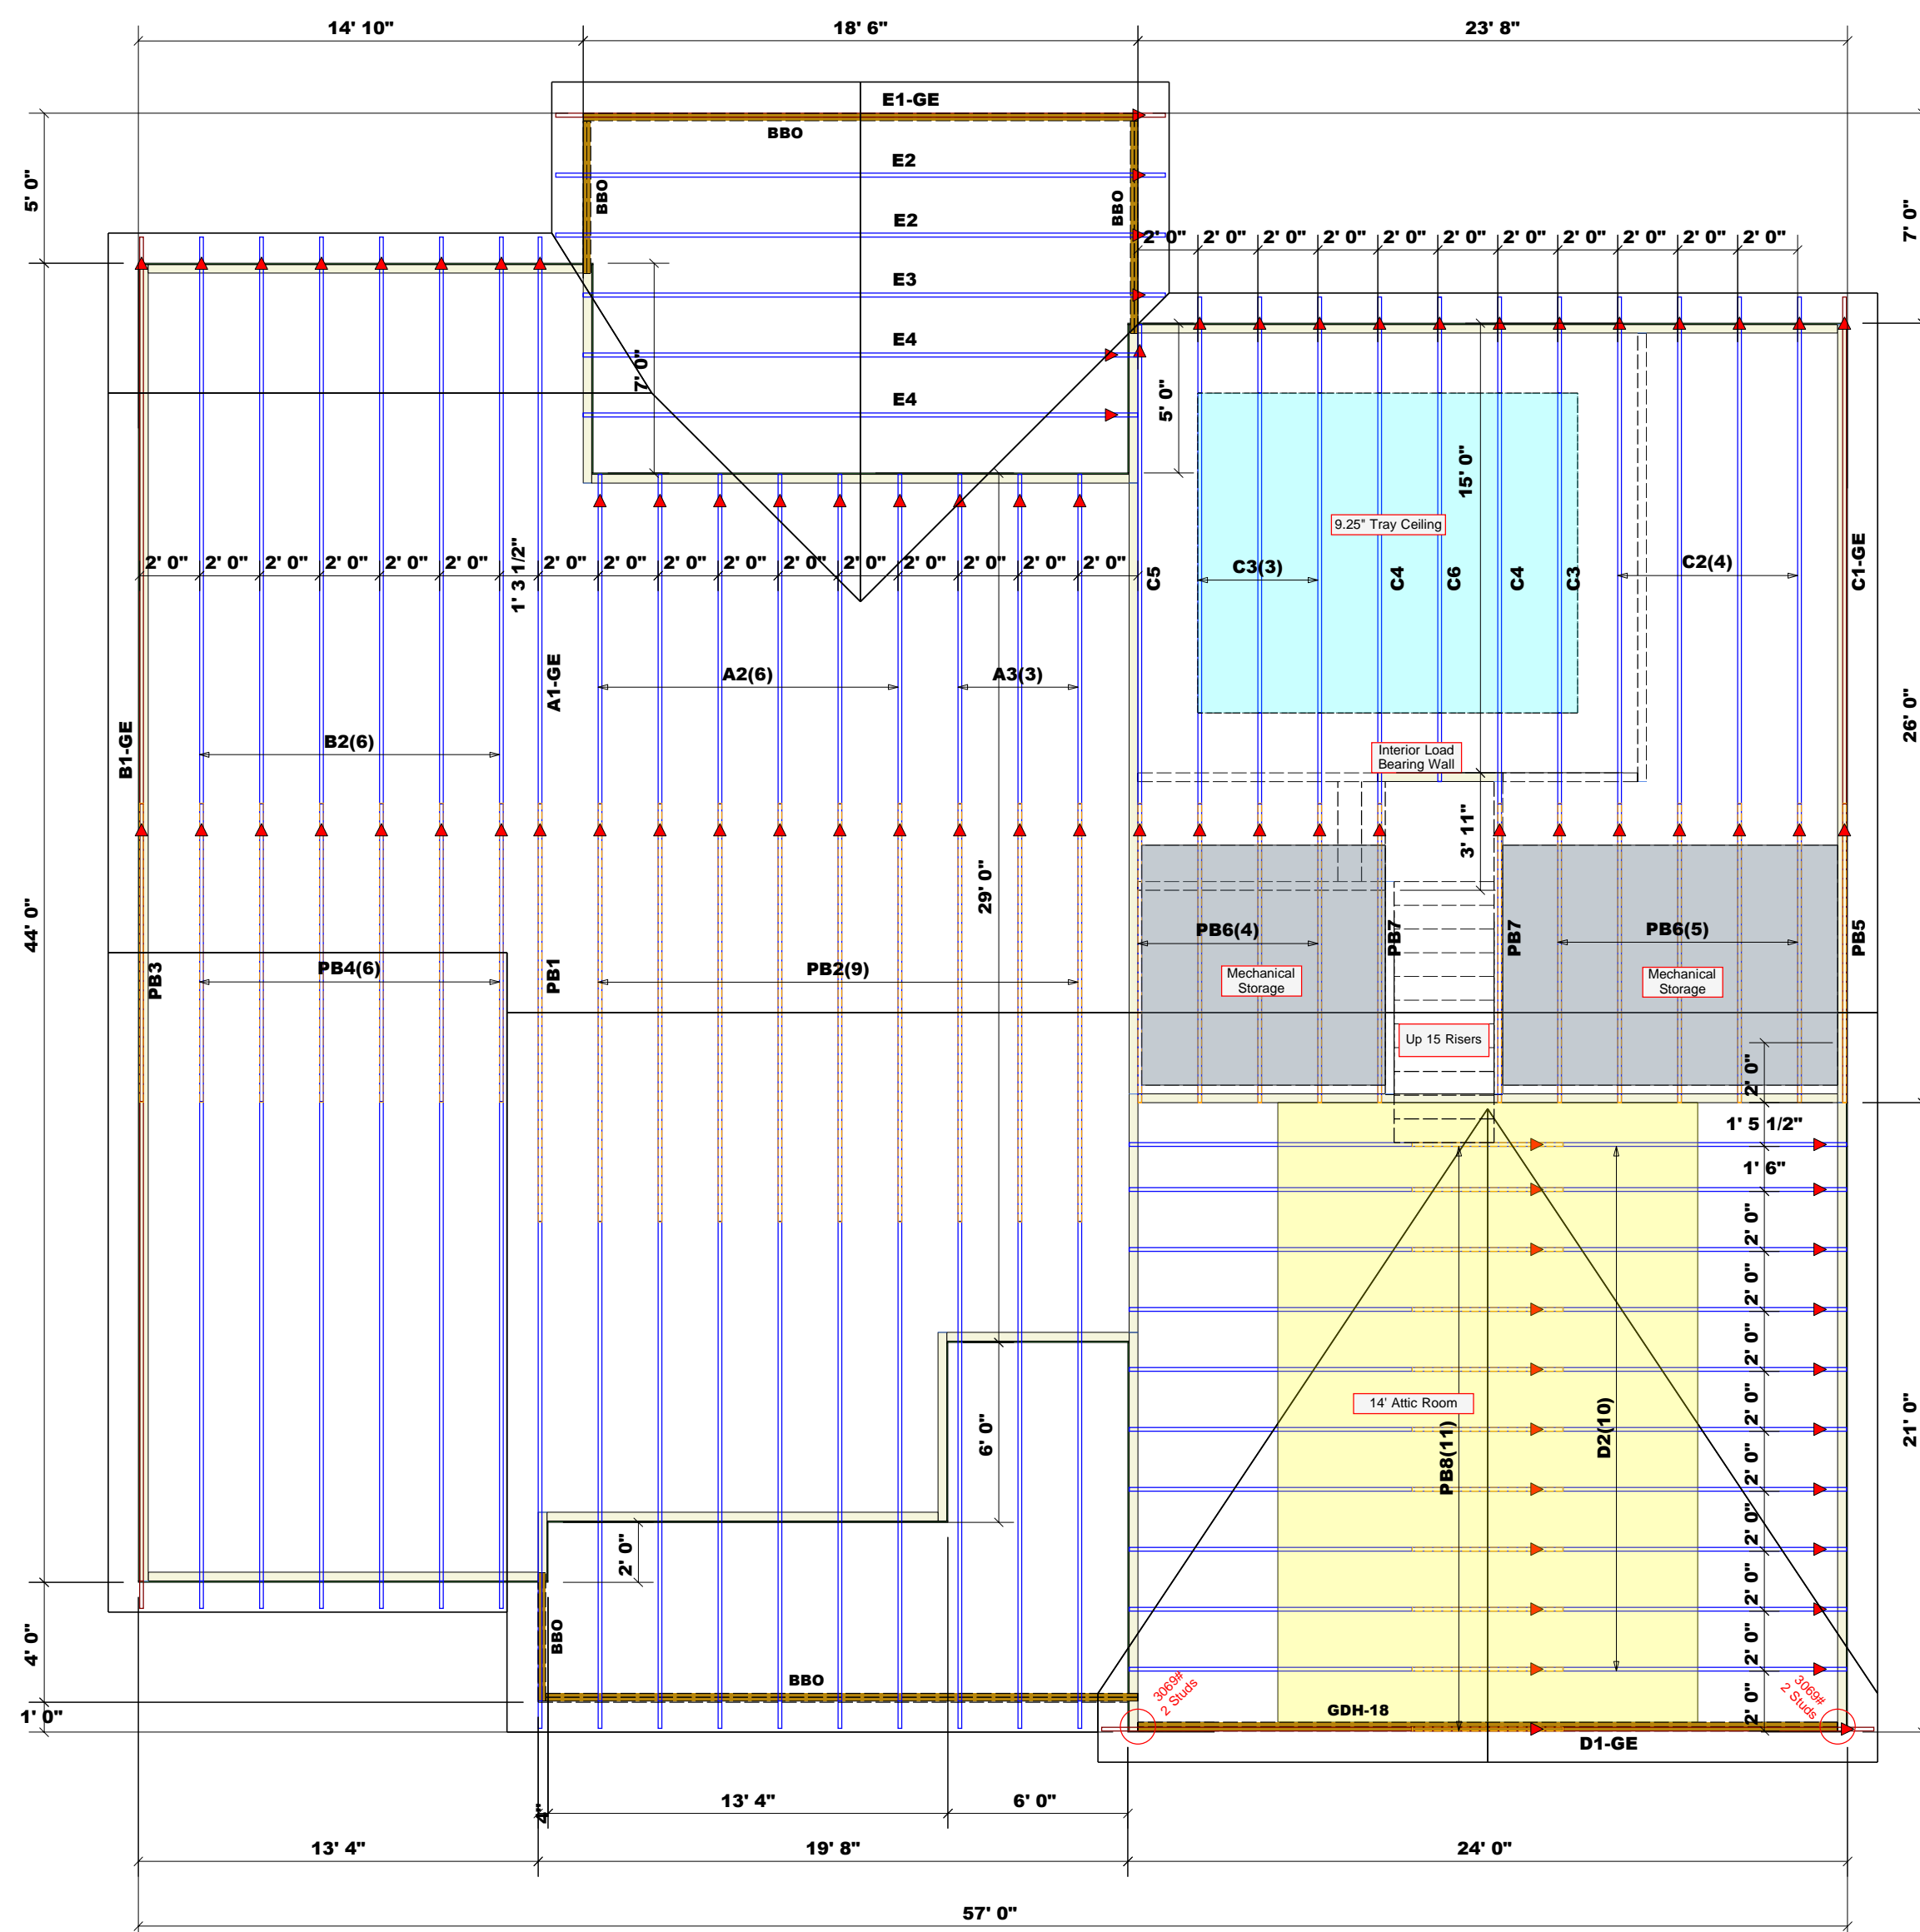 14' 10"
18' 6"
23' 8"
E1-GE
BBO
5' 0"
7' 0"
E2
BBO
BBO
E2
2' 0" 2' 0" 2' 0" 2' 0" 2' 0" 2' 0" 2' 0" 2' 0" 2' 0" 2' 0" 2' 0"
E3
E4
7' 0"
5' 0"
E4
15' 0"
9.25" Tray Ceiling
2' 0" 2' 0" 2' 0" 2' 0" 2' 0" 2' 0" 1' 3 1/2" 2' 0" 2' 0" 2' 0" 2' 0" 2' 0" 2' 0" 2' 0" 2' 0" 2' 0" 2' 0"
C5
C3(3)
C4
C6
C4
C3
C2(4)
C1-GE
A1-GE
A2(6)
A3(3)
26' 0"
B1-GE
B2(6)
Interior Load
Bearing Wall
3' 11"
29' 0"
44' 0"
PB3
PB4(6)
PB1
PB2(9)
PB6(4)
PB7
PB7
PB6(5)
PB5
Mechanical
Storage
Mechanical
Storage
Up 15 Risers
2' 0"
1' 5 1/2"
1' 6"
2' 0"
2' 0"
2' 0"
2' 0"
2' 0"
2' 0"
2' 0"
2' 0"
2' 0"
14' Attic Room
PB8(11)
D2(10)
21' 0"
6' 0"
2' 0"
BBO
BBO
4' 0"
1' 0"
3069#
2 Studs
3069#
2 Studs
GDH-18
D1-GE
4"
13' 4"
6' 0"
13' 4"
19' 8"
24' 0"
57' 0"